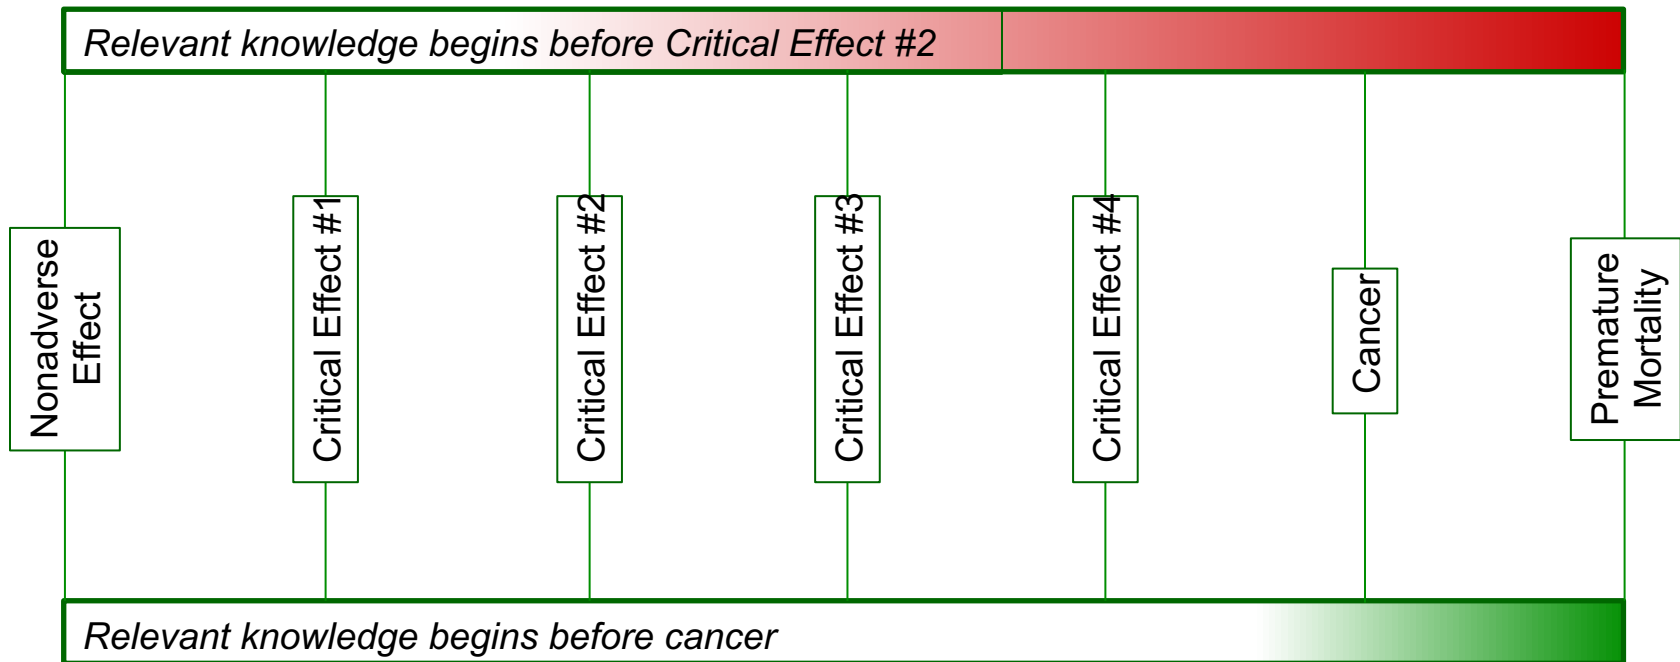 Relevant knowledge begins before Critical Effect #2
Nonadverse
Effect
Critical Effect #1
Critical Effect #2
Critical Effect #3
Critical Effect #4
Cancer
Premature
Mortality
Relevant knowledge begins before cancer